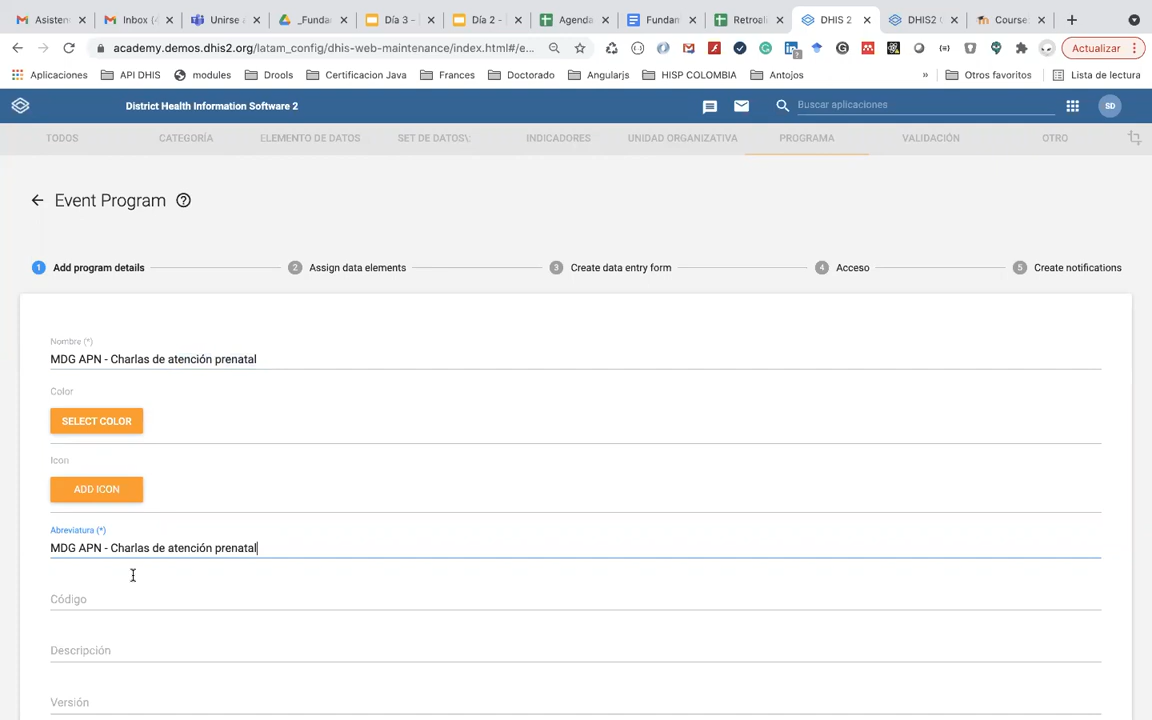 Asisten
Inbox (4
Unirse a
_Funda
Día 3 -
Día 2 -
Agenda
Fundam
Retroali
DHIS 2
DHIS2 C
Course:
academy.demos.dhis2.org/latam_config/dhis-web-maintenance/index.html#/e...
Actualizar
Aplicaciones
API DHIS
modules
Drools
Certificacion Java
Frances
Doctorado
Angularjs
HISP COLOMBIA
Antojos
»
Otros favoritos
Lista de lectura
District Health Information Software 2
Buscar aplicaciones
SD
TODOS
CATEGORÍA
ELEMENTO DE DATOS
SET DE DATOS\;
INDICADORES
UNIDAD ORGANIZATIVA
PROGRAMA
VALIDACIÓN
OTRO
Event Program
1 Add program details
2 Assign data elements
3 Create data entry form
4 Acceso
5 Create notifications
Nombre (*)
MDG APN - Charlas de atención prenatal
Color
SELECT COLOR
Icon
ADD ICON
Abreviatura (*)
MDG APN - Charlas de atención prenatal
Código
Descripción
Versión